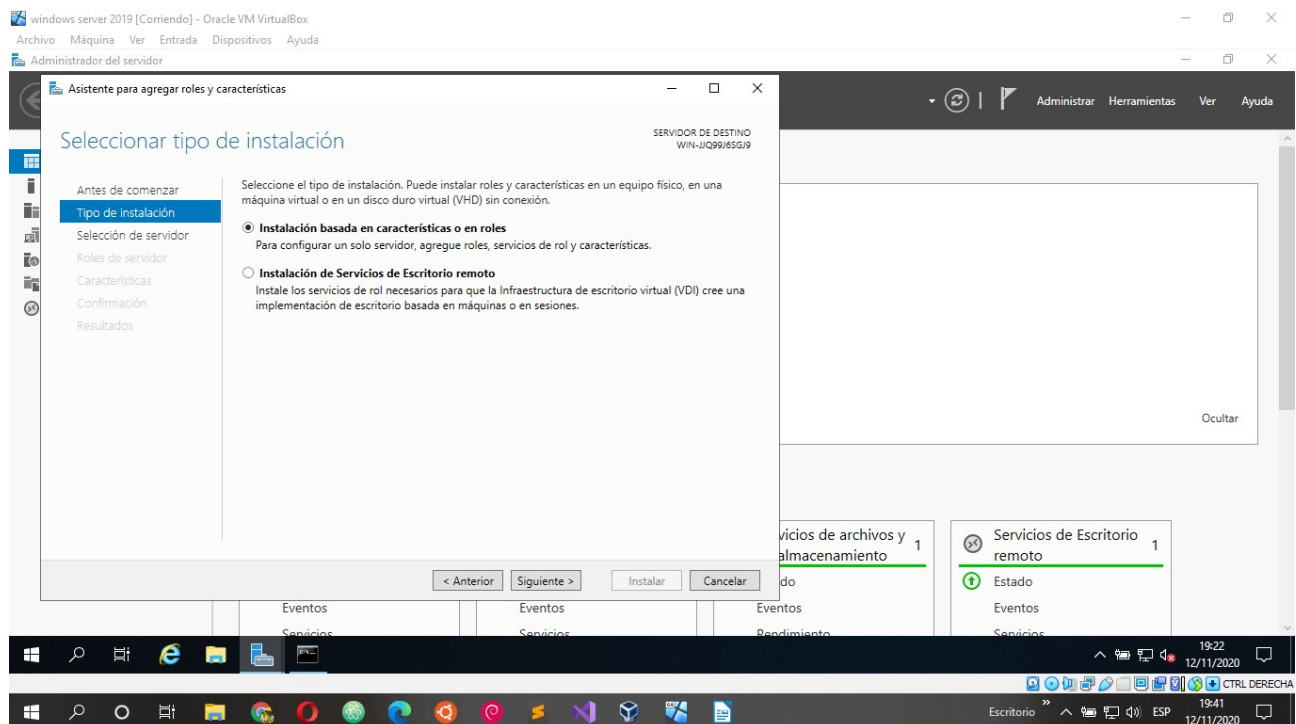 windows server 2019 [Corriendo] - Oracle VM VirtualBox
Archivo Máquina Ver Entrada Dispositivos Ayuda
Administrador del servidor
Asistente para agregar roles y características
Administrar Herramientas Ver Ayuda
Seleccionar tipo de instalación
SERVIDOR DE DESTINO
WIN-JJQ99J6SGJ9
Antes de comenzar
Tipo de instalación
Selección de servidor
Roles de servidor
Características
Confirmación
Resultados
Seleccione el tipo de instalación. Puede instalar roles y características en un equipo físico, en una
máquina virtual o en un disco duro virtual (VHD) sin conexión.
Instalación basada en características o en roles
Para configurar un solo servidor, agregue roles, servicios de rol y características.
Instalación de Servicios de Escritorio remoto
Instale los servicios de rol necesarios para que la Infraestructura de escritorio virtual (VDI) cree una
implementación de escritorio basada en máquinas o en sesiones.
Ocultar
< Anterior Siguiente > Instalar Cancelar
vicios de archivos y
almacenamiento 1
do
Servicios de Escritorio
remoto 1
Estado
Eventos Eventos Eventos Eventos
Servicios Servicios Rendimiento Servicios
19:22
12/11/2020
CTRL DERECHA
Escritorio » ESP
19:41
12/11/2020